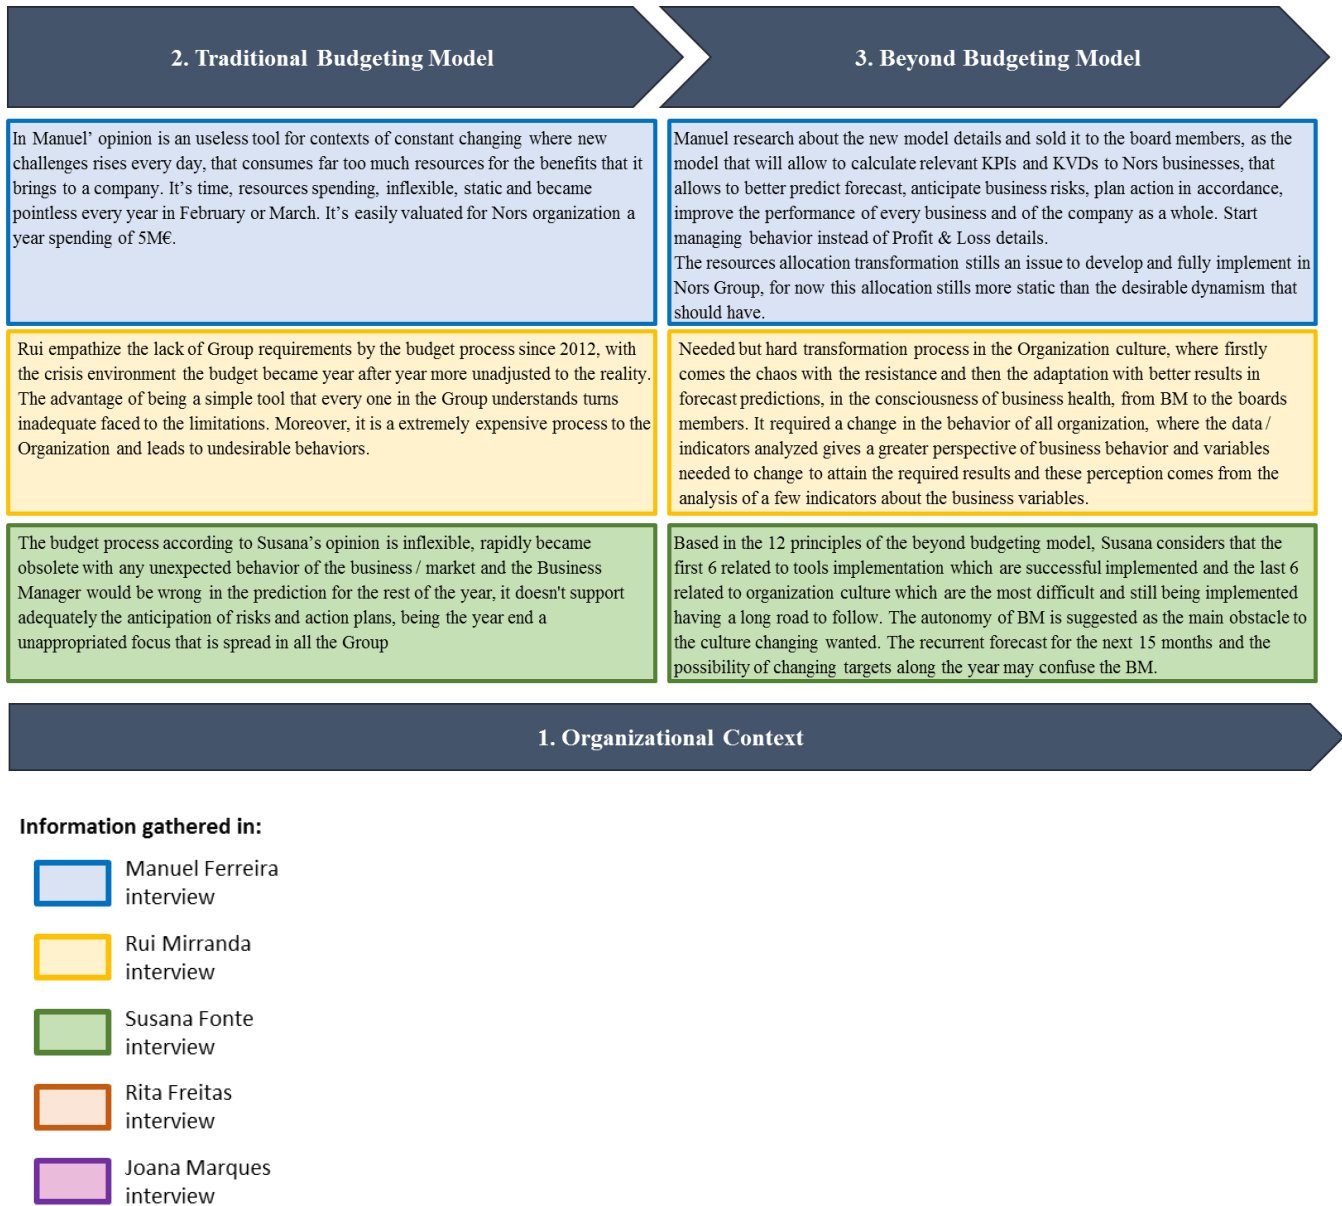 2. Traditional Budgeting Model
3. Beyond Budgeting Model
In Manuel’ opinion is an useless tool for contexts of constant changing where new
challenges rises every day, that consumes far too much resources for the benefits that it
brings to a company. It’s time, resources spending, inflexible, static and became
pointless every year in February or March. It’s easily valuated for Nors organization a
year spending of 5M€.
Manuel research about the new model details and sold it to the board members, as the
model that will allow to calculate relevant KPIs and KVDs to Nors businesses, that
allows to better predict forecast, anticipate business risks, plan action in accordance,
improve the performance of every business and of the company as a whole. Start
managing behavior instead of Profit & Loss details.
The resources allocation transformation stills an issue to develop and fully implement in
Nors Group, for now this allocation stills more static than the desirable dynamism that
should have.
Rui empathize the lack of Group requirements by the budget process since 2012, with
the crisis environment the budget became year after year more unadjusted to the reality.
The advantage of being a simple tool that every one in the Group understands turns
inadequate faced to the limitations. Moreover, it is a extremely expensive process to the
Organization and leads to undesirable behaviors.
Needed but hard transformation process in the Organization culture, where firstly
comes the chaos with the resistance and then the adaptation with better results in
forecast predictions, in the consciousness of business health, from BM to the boards
members. It required a change in the behavior of all organization, where the data /
indicators analyzed gives a greater perspective of business behavior and variables
needed to change to attain the required results and these perception comes from the
analysis of a few indicators about the business variables.
The budget process according to Susana’s opinion is inflexible, rapidly became
obsolete with any unexpected behavior of the business / market and the Business
Manager would be wrong in the prediction for the rest of the year, it doesn't support
adequately the anticipation of risks and action plans, being the year end a
unappropriated focus that is spread in all the Group
Based in the 12 principles of the beyond budgeting model, Susana considers that the
first 6 related to tools implementation which are successful implemented and the last 6
related to organization culture which are the most difficult and still being implemented
having a long road to follow. The autonomy of BM is suggested as the main obstacle to
the culture changing wanted. The recurrent forecast for the next 15 months and the
possibility of changing targets along the year may confuse the BM.
1. Organizational Context
Information gathered in:
Manuel Ferreira
interview
Rui Mirranda
interview
Susana Fonte
interview
Rita Freitas
interview
Joana Marques
interview